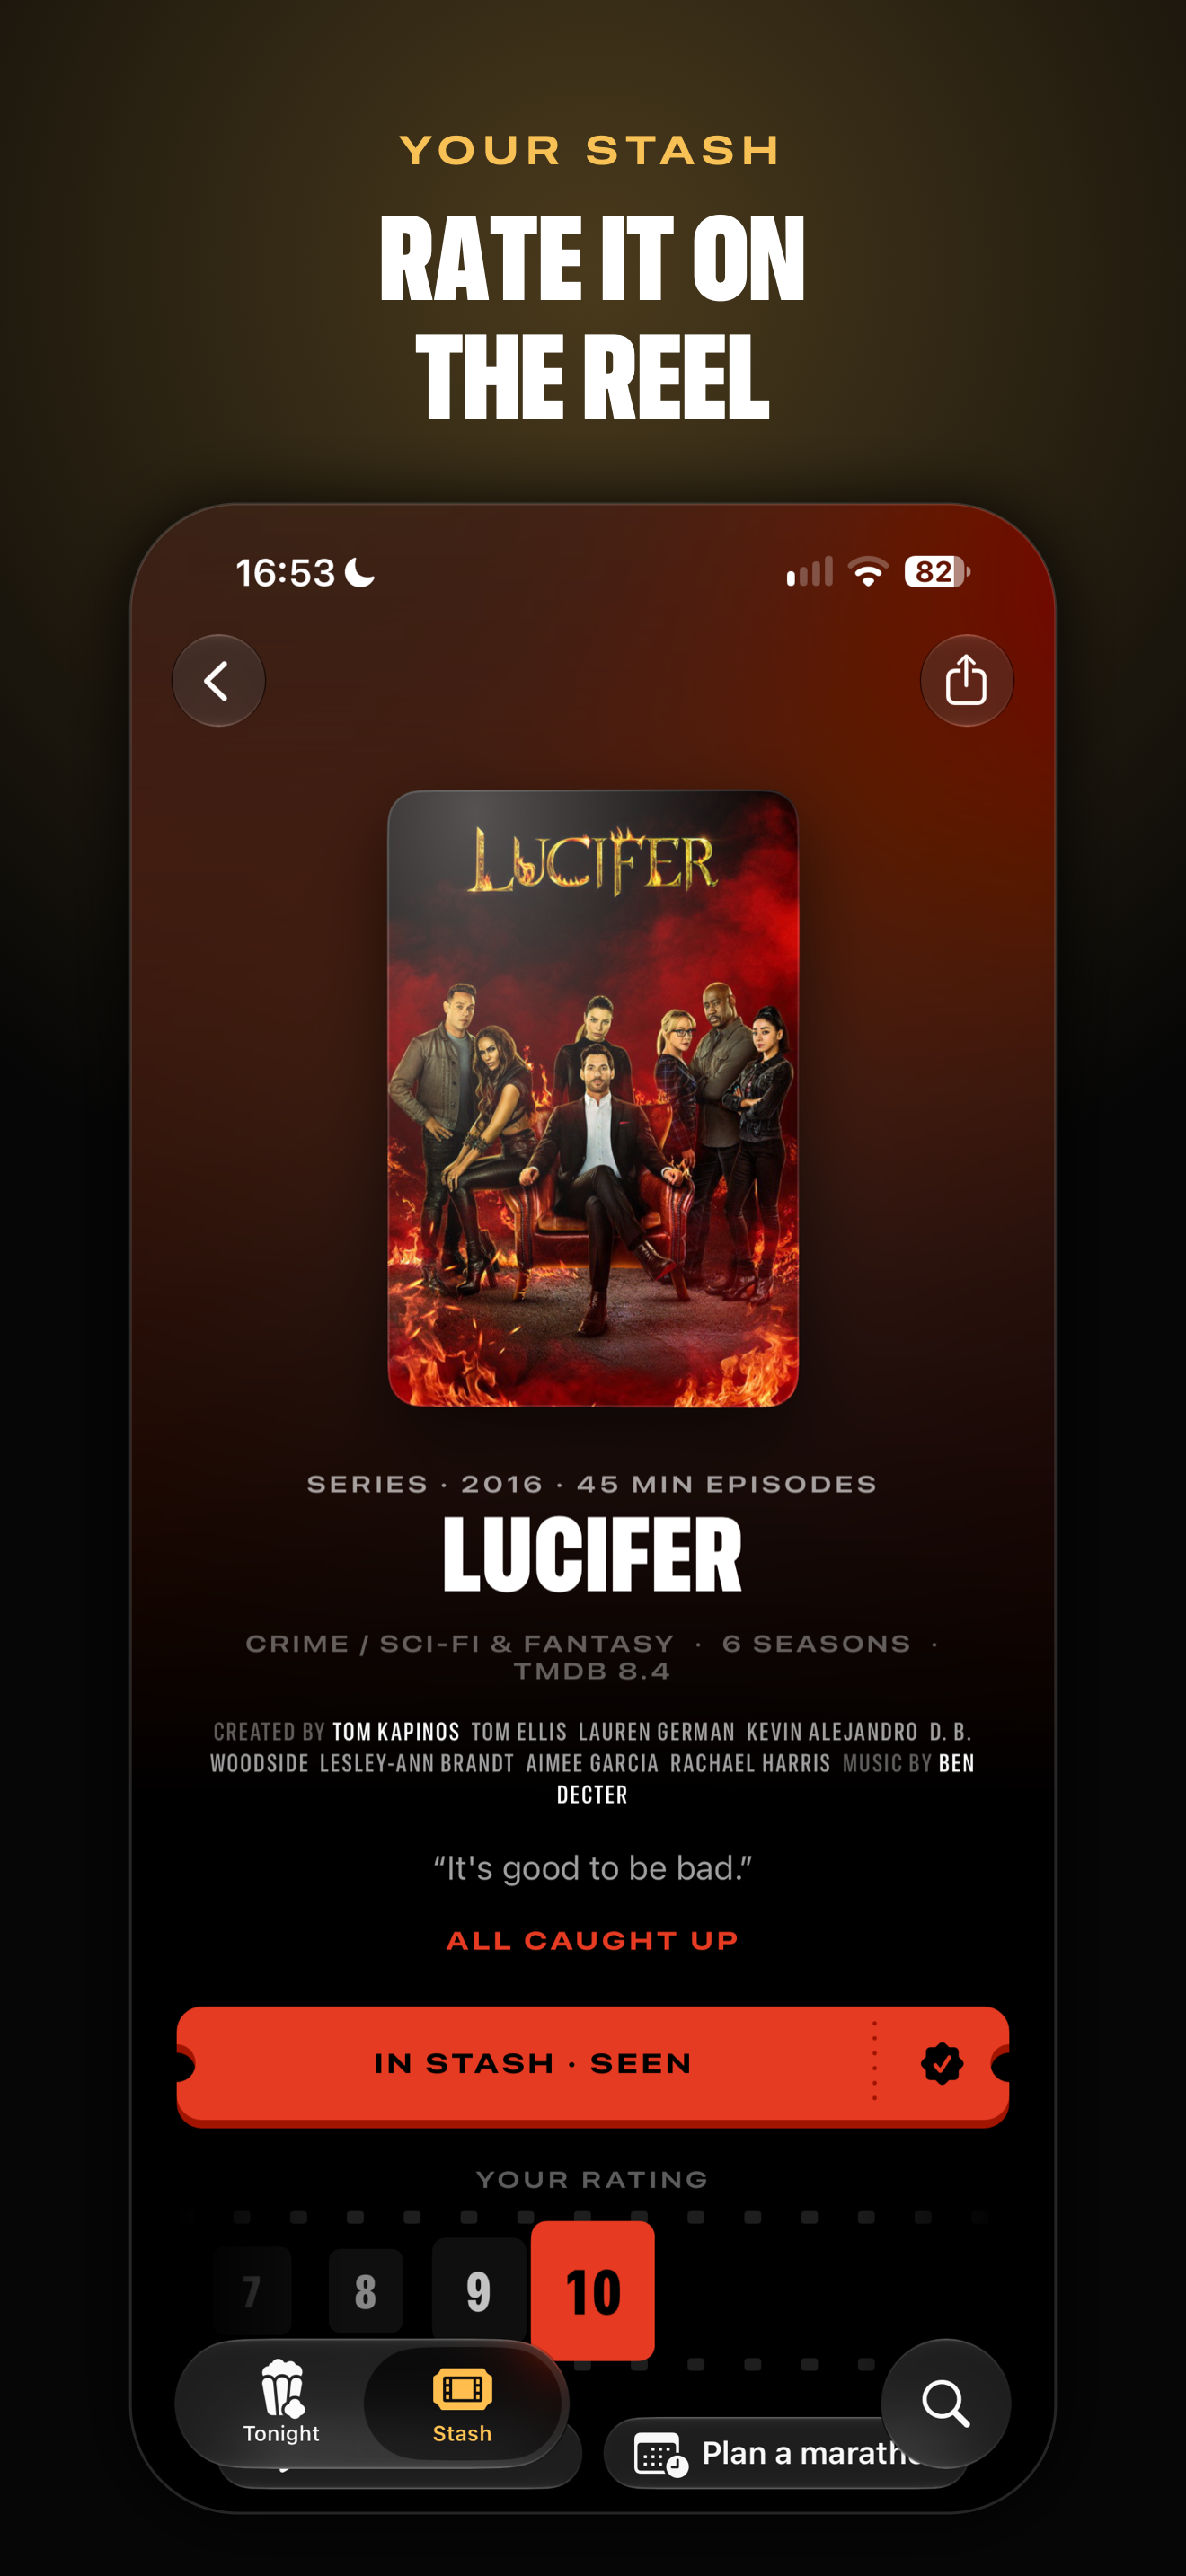 YOUR STASH
RATE IT ON
THE REEL
16:53
82
LUCIFER
SERIES · 2016 · 45 MIN EPISODES
LUCIFER
CRIME / SCI-FI & FANTASY · 6 SEASONS ·
TMDB 8.4
CREATED BY TOM KAPINOS TOM ELLIS LAUREN GERMAN KEVIN ALEJANDRO D. B.
WOODSIDE LESLEY-ANN BRANDT AIMEE GARCIA RACHAEL HARRIS MUSIC BY BEN
DECTER
“It's good to be bad.”
ALL CAUGHT UP
IN STASH · SEEN
YOUR RATING
7 8 9 10
Tonight Stash
Plan a